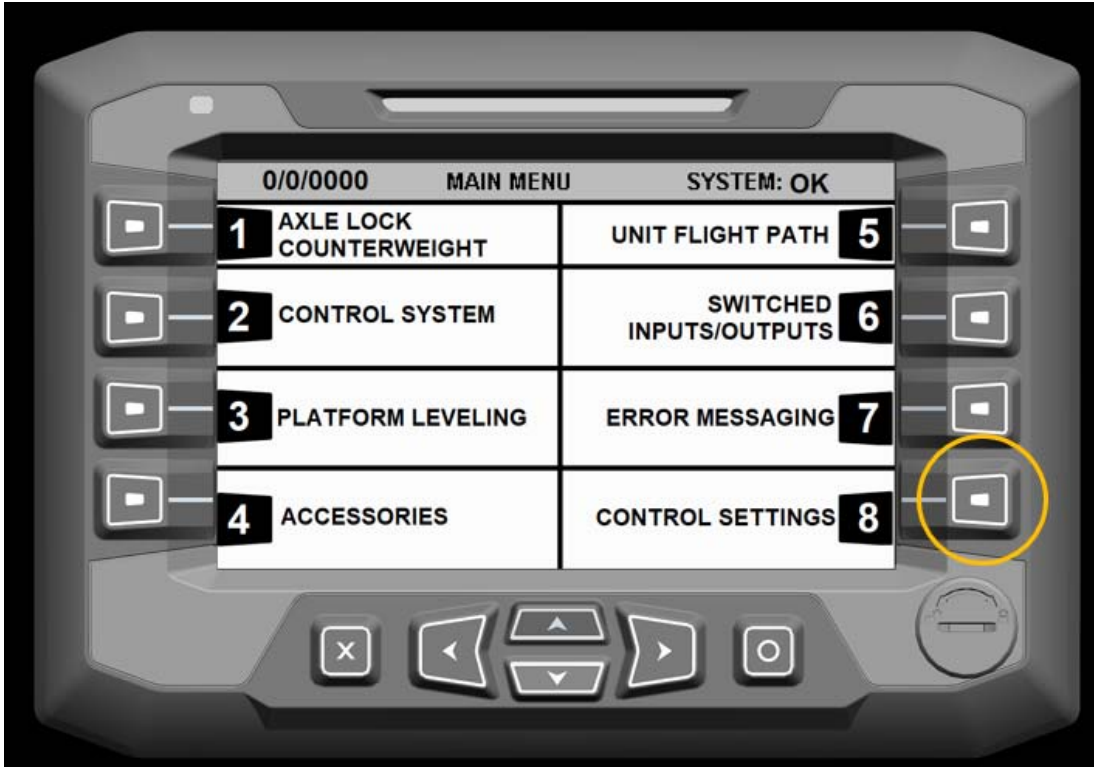 0/0/0000 MAIN MENU SYSTEM: OK
1 AXLE LOCK
COUNTERWEIGHT
UNIT FLIGHT PATH 5
2 CONTROL SYSTEM
SWITCHED
INPUTS/OUTPUTS 6
3 PLATFORM LEVELING
ERROR MESSAGING 7
4 ACCESSORIES
CONTROL SETTINGS 8
X
O